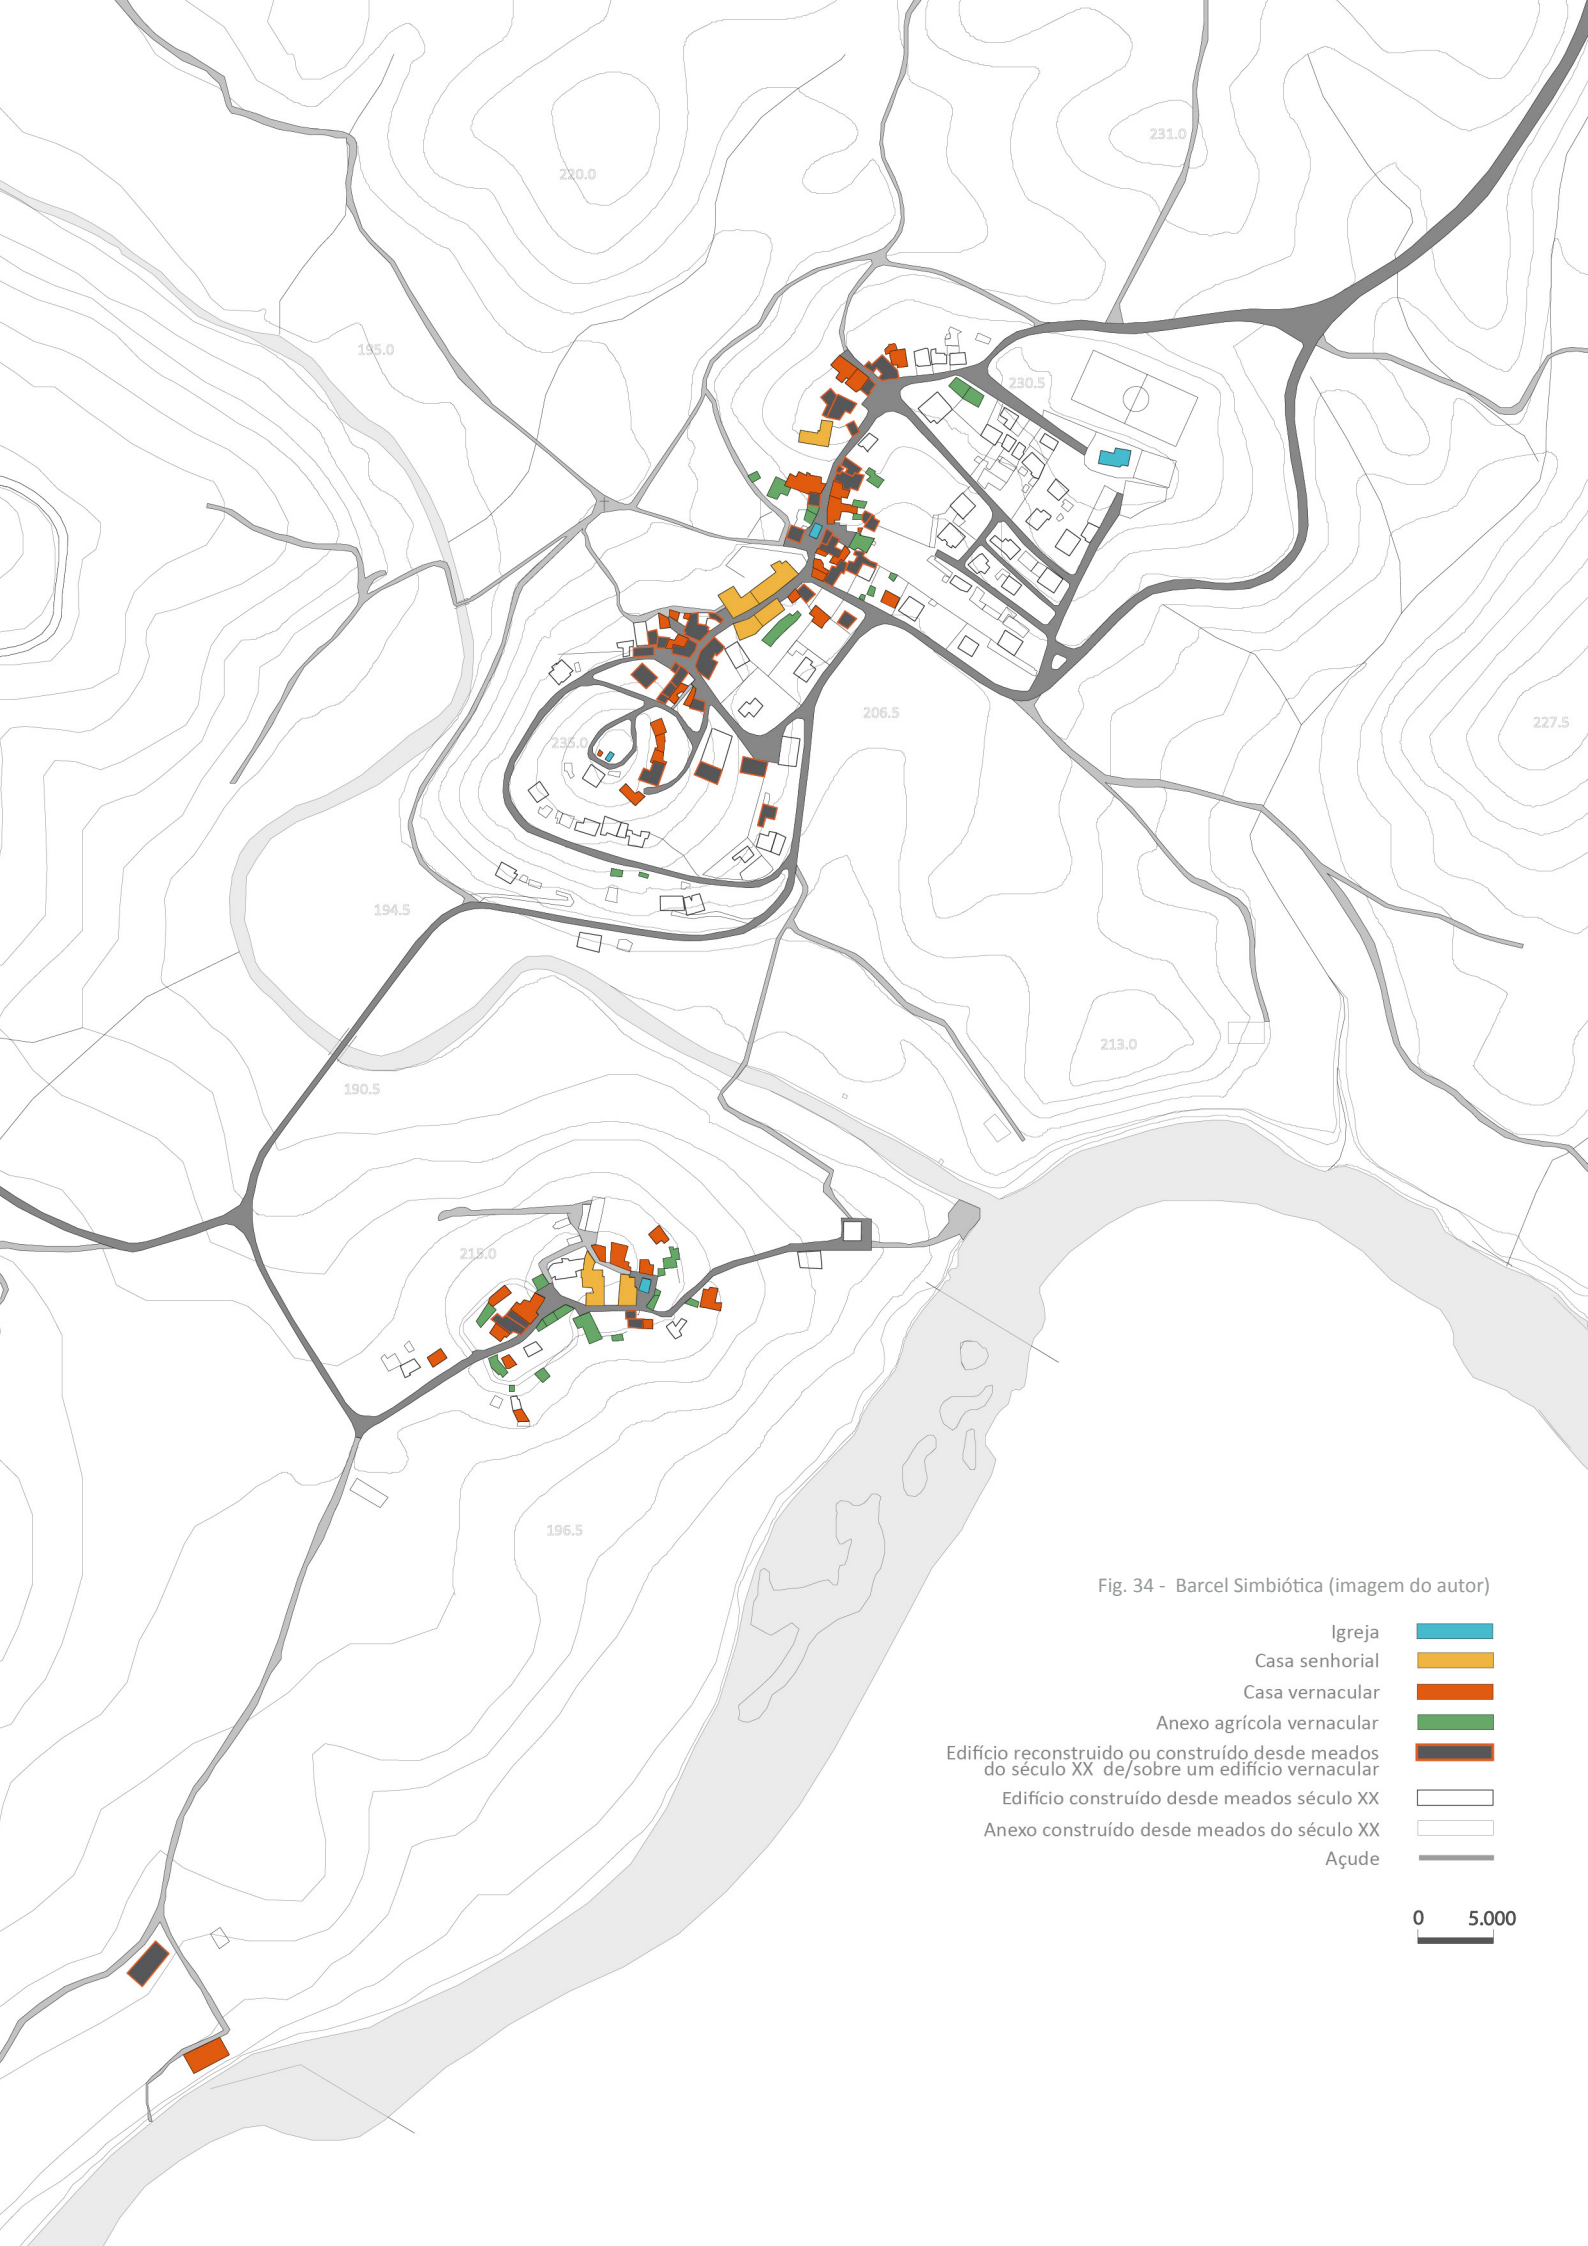 231.0
220.0
195.0
230.5
206.5
227.5
235.0
194.5
213.0
190.5
215.0
196.5
Fig. 34 - Barcel Simbiótica (imagem do autor)
Igreja
Casa senhorial
Casa vernacular
Anexo agrícola vernacular
Edifício reconstruido ou construído desde meados
do século XX de/sobre um edifício vernacular
Edifício construído desde meados século XX
Anexo construído desde meados do século XX
Açude
0 5.000